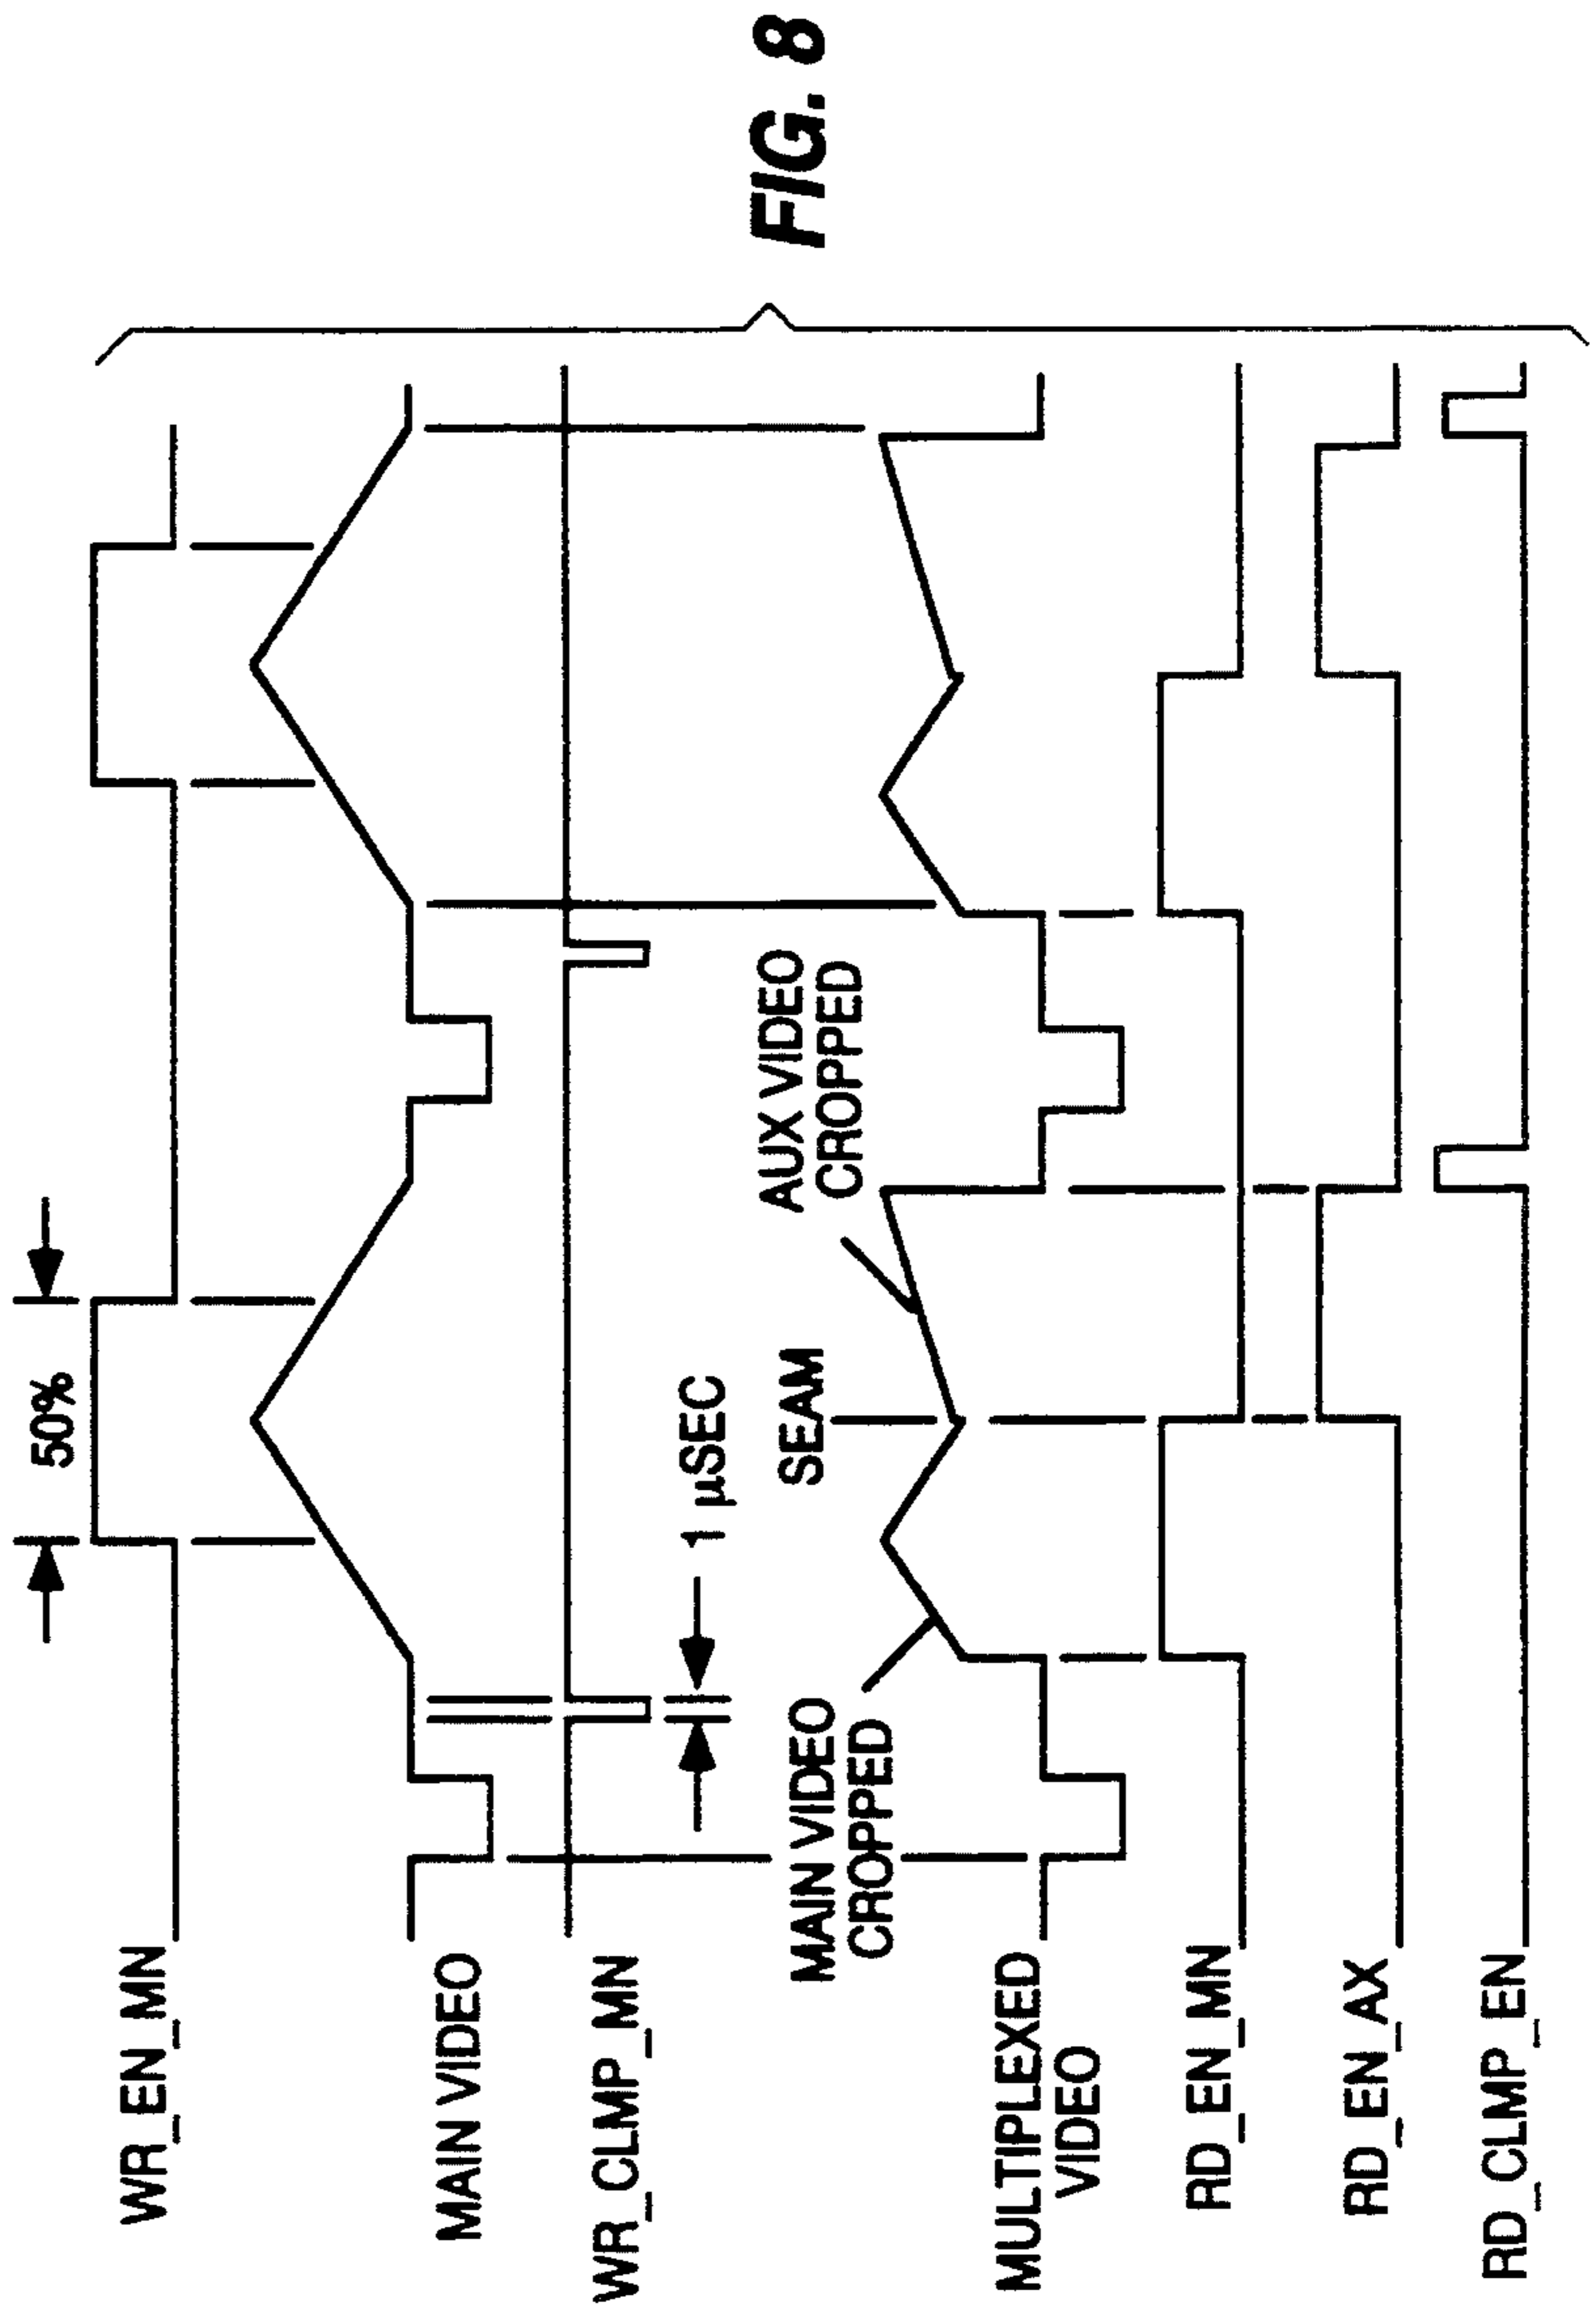 50%
WR_EN_MN
MAIN VIDEO
WR_CLMP_MN
1 µSEC
MAIN VIDEO
CROPPED
SEAM
AUX VIDEO
CROPPED
MULTIPLEXED
VIDEO
RD_EN_MN
RD_EN_AX
RD_CLMP_EN
FIG. 8